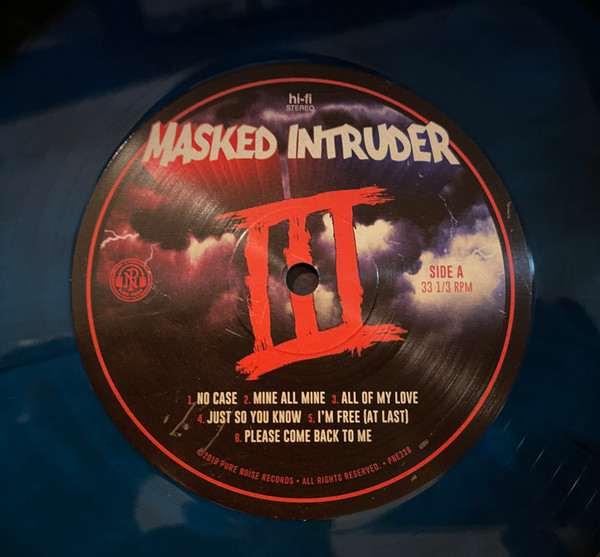 hi-fi
STEREO
MASKED INTRUDER
III
SIDE A
33 1/3 RPM
1. NO CASE 2. MINE ALL MINE 3. ALL OF MY LOVE
4. JUST SO YOU KNOW 5. I'M FREE (AT LAST)
6. PLEASE COME BACK TO ME
©2019 PURE NOISE RECORDS • ALL RIGHTS RESERVED. • PNE228